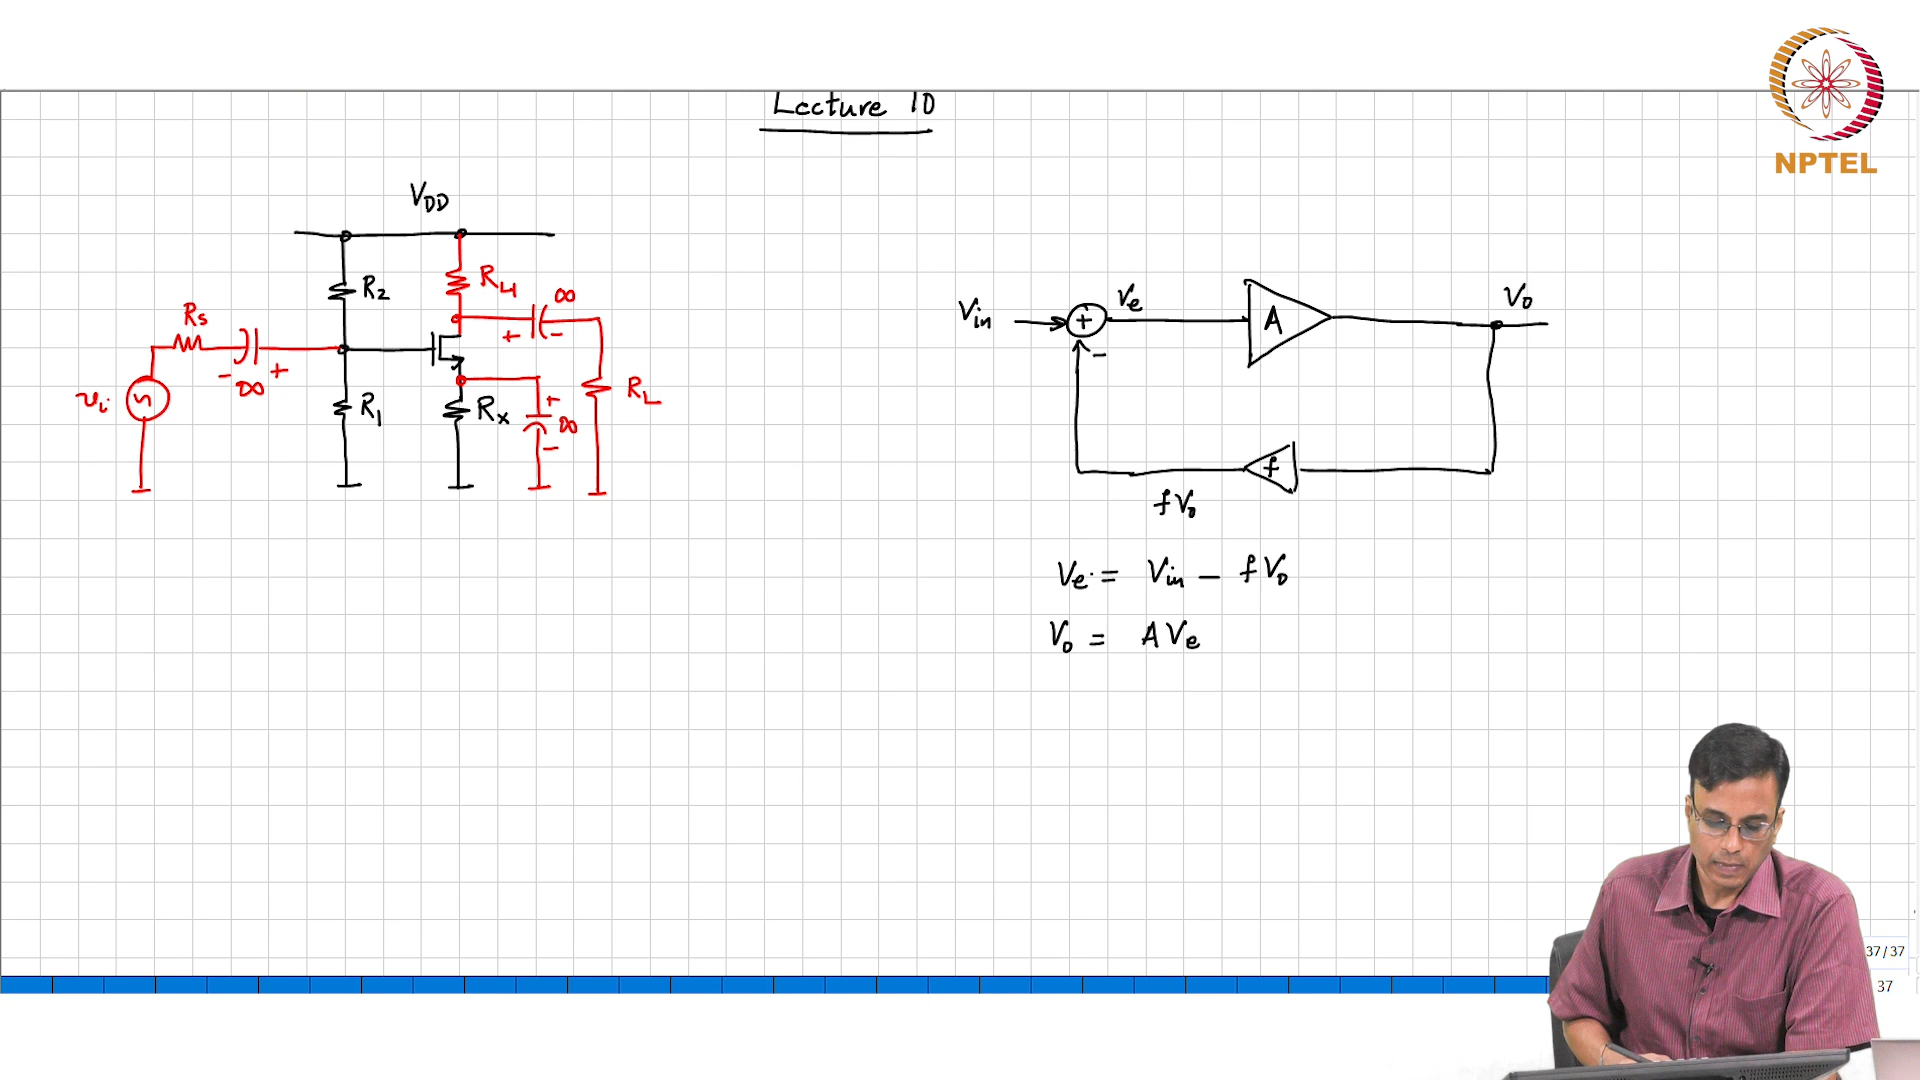 Lecture 10
NPTEL
VDD
R2
R4
∞
Rs
+ -
- ∞ +
vi
R1
Rx
+
∞
-
RL
Vin
+
-
Ve
A
Vo
f
fVo
Ve = Vin - fVo
Vo = AVe
37/37
37